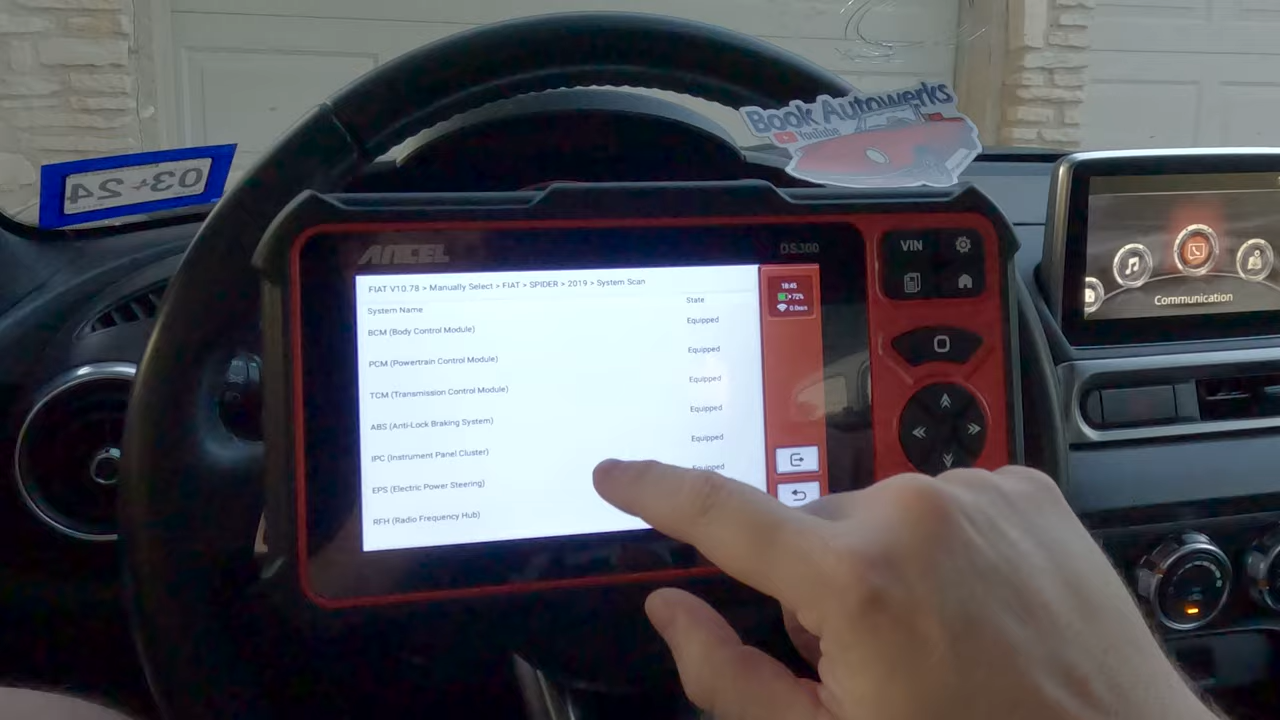 Book Autowerks
YouTube
03 24
ANCEL
DS300
VIN
FIAT V10.78 > Manually Select > FIAT > SPIDER > 2019 > System Scan
System Name State
BCM (Body Control Module) Equipped
PCM (Powertrain Control Module) Equipped
TCM (Transmission Control Module) Equipped
ABS (Anti-Lock Braking System) Equipped
IPC (Instrument Panel Cluster) Equipped
EPS (Electric Power Steering) Equipped
RFH (Radio Frequency Hub)
18:45
72%
Communication